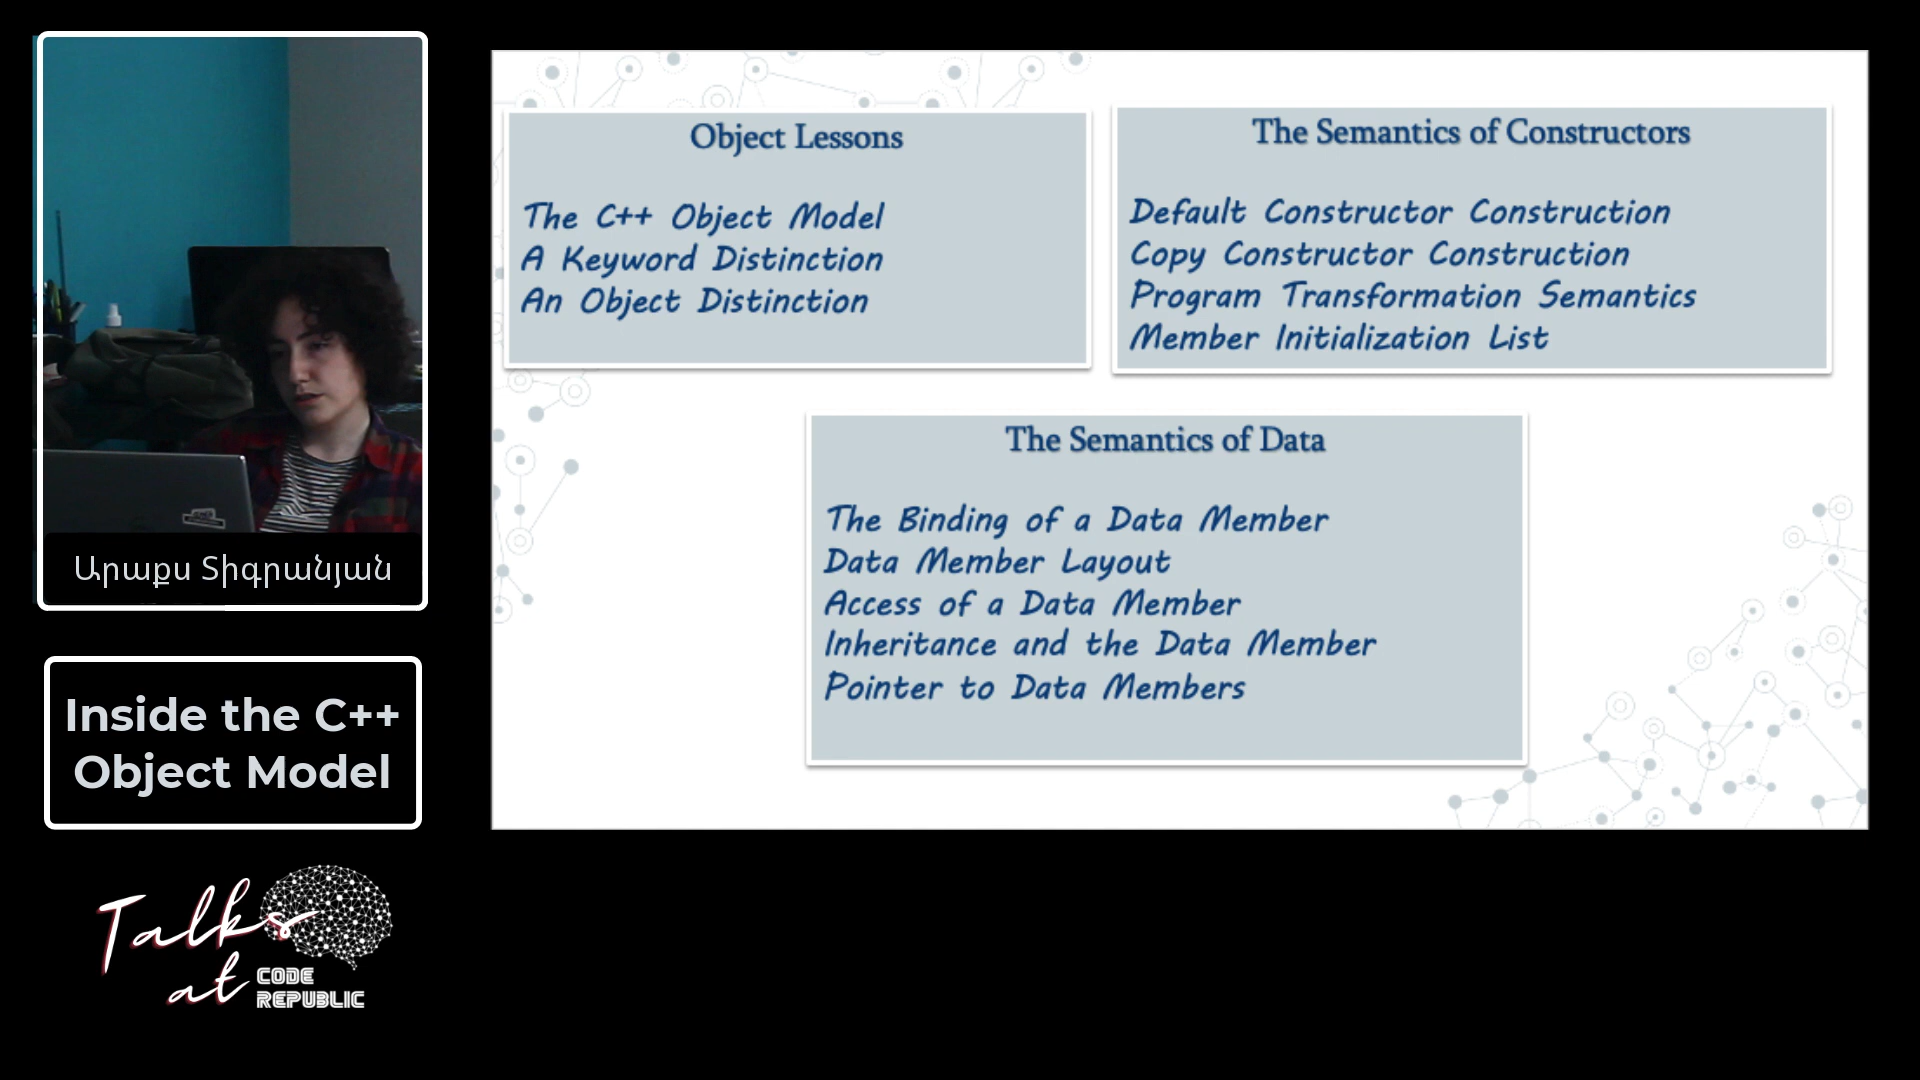 Արաքս Տիգրանյան
Inside the C++
Object Model
Talks
at
CODE
REPUBLIC
Object Lessons
The C++ Object Model
A Keyword Distinction
An Object Distinction
The Semantics of Constructors
Default Constructor Construction
Copy Constructor Construction
Program Transformation Semantics
Member Initialization List
The Semantics of Data
The Binding of a Data Member
Data Member Layout
Access of a Data Member
Inheritance and the Data Member
Pointer to Data Members